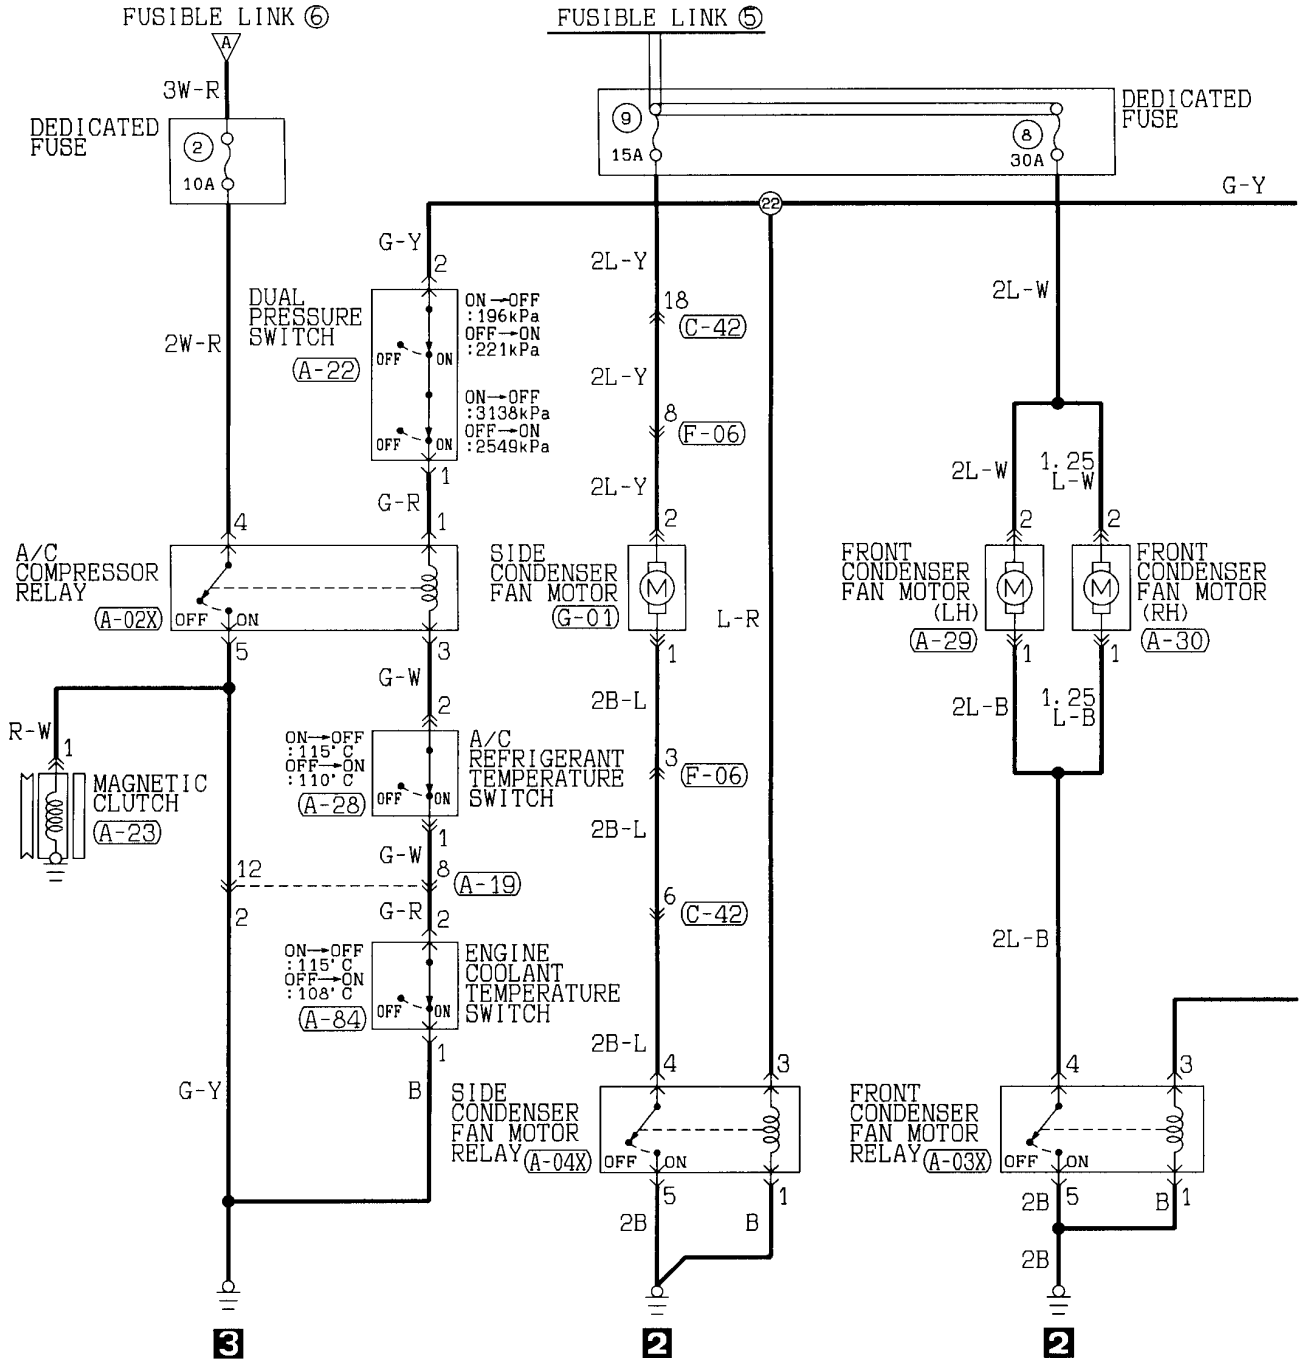 FUSIBLE LINK ⑥
FUSIBLE LINK ⑤
A
3W-R
DEDICATED
FUSE
②
10A
⑨
15A
⑧
30A
DEDICATED
FUSE
G-Y
㉒
G-Y
2
2L-Y
2L-W
DUAL
PRESSURE
SWITCH
A-22
ON→OFF
:196kPa
OFF→ON
:221kPa
OFF
ON
ON→OFF
:3138kPa
OFF→ON
:2549kPa
OFF
ON
1
18
C-42
2W-R
2L-Y
8
F-06
2L-Y
G-R
2L-W
1.25
L-W
4
1
2
2
2
A/C
COMPRESSOR
RELAY
A-02X
OFF
ON
5
3
SIDE
CONDENSER
FAN MOTOR
G-01
M
1
L-R
FRONT
CONDENSER
FAN MOTOR
(LH)
A-29
M
1
M
1
FRONT
CONDENSER
FAN MOTOR
(RH)
A-30
G-W
2B-L
2L-B
1.25
L-B
R-W
1
2
MAGNETIC
CLUTCH
A-23
ON→OFF
:115°C
OFF→ON
:110°C
A-28
OFF
ON
A/C
REFRIGERANT
TEMPERATURE
SWITCH
1
3
F-06
2B-L
G-W
12
8
A-19
2
G-R
2
6
C-42
2L-B
ON→OFF
:115°C
OFF→ON
:108°C
A-84
OFF
ON
ENGINE
COOLANT
TEMPERATURE
SWITCH
1
2B-L
G-Y
B
4
3
4
3
SIDE
CONDENSER
FAN MOTOR
RELAY
A-04X
OFF
ON
5
1
FRONT
CONDENSER
FAN MOTOR
RELAY
A-03X
OFF
ON
5
1
2B
B
2B
B
2B
3
2
2